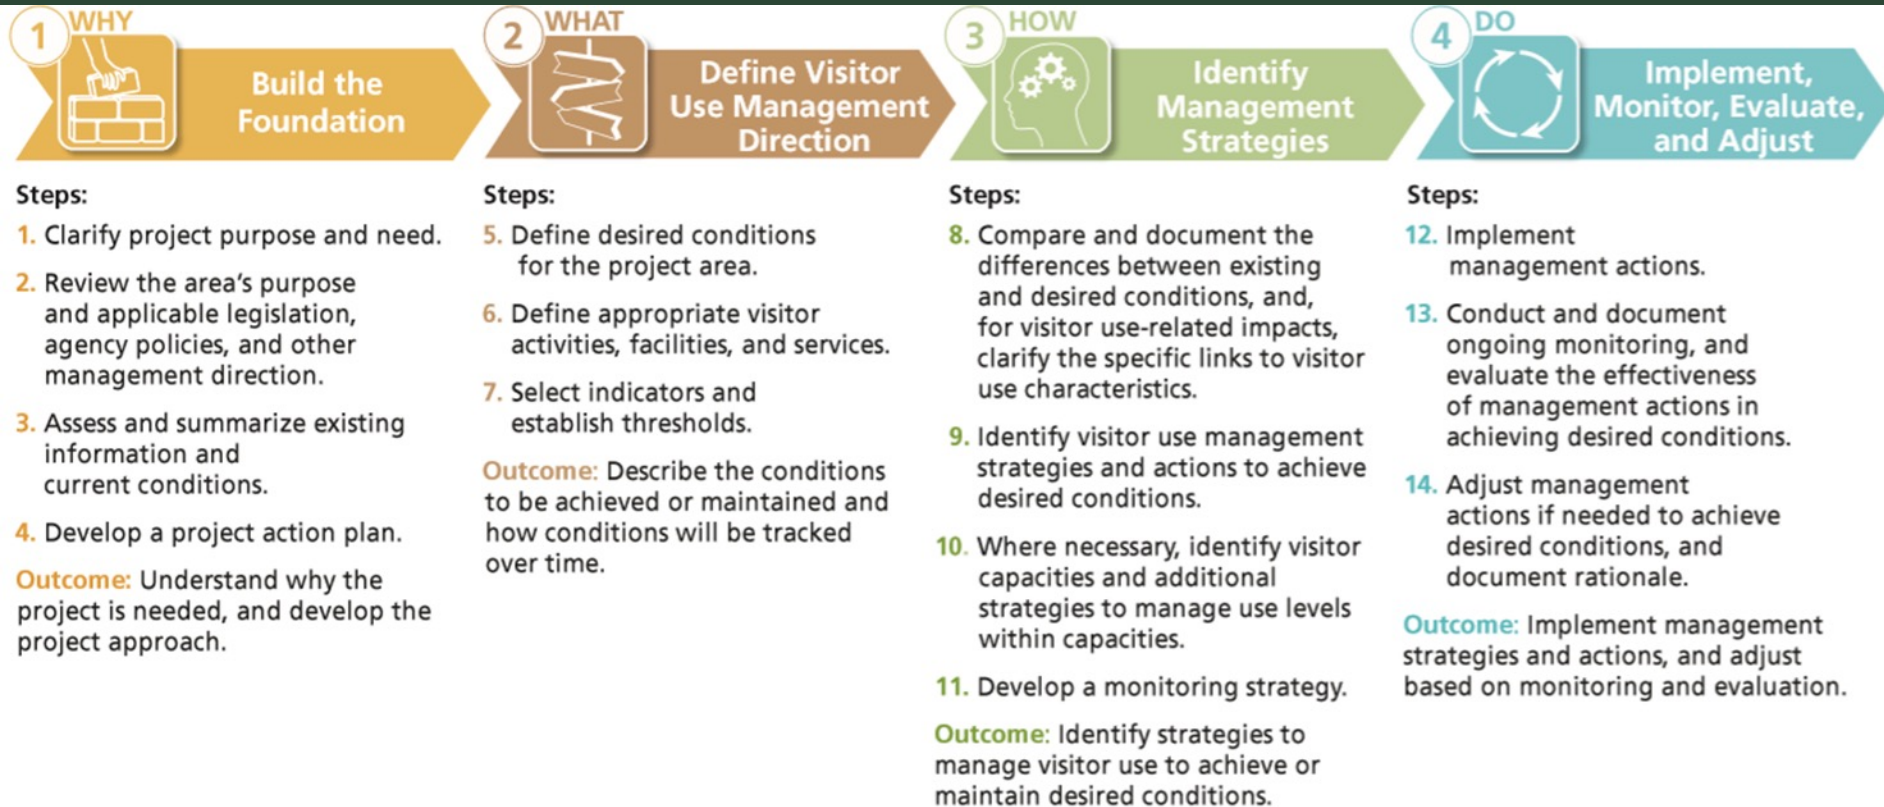 1 WHY
Build the
Foundation
Steps:
1. Clarify project purpose and need.
2. Review the area's purpose
and applicable legislation,
agency policies, and other
management direction.
3. Assess and summarize existing
information and
current conditions.
4. Develop a project action plan.
Outcome: Understand why the
project is needed, and develop the
project approach.
2 WHAT
Define Visitor
Use Management
Direction
Steps:
5. Define desired conditions
for the project area.
6. Define appropriate visitor
activities, facilities, and services.
7. Select indicators and
establish thresholds.
Outcome: Describe the conditions
to be achieved or maintained and
how conditions will be tracked
over time.
3 HOW
Identify
Management
Strategies
Steps:
8. Compare and document the
differences between existing
and desired conditions, and,
for visitor use-related impacts,
clarify the specific links to visitor
use characteristics.
9. Identify visitor use management
strategies and actions to achieve
desired conditions.
10. Where necessary, identify visitor
capacities and additional
strategies to manage use levels
within capacities.
11. Develop a monitoring strategy.
Outcome: Identify strategies to
manage visitor use to achieve or
maintain desired conditions.
4 DO
Implement,
Monitor, Evaluate,
and Adjust
Steps:
12. Implement
management actions.
13. Conduct and document
ongoing monitoring, and
evaluate the effectiveness
of management actions in
achieving desired conditions.
14. Adjust management
actions if needed to achieve
desired conditions, and
document rationale.
Outcome: Implement management
strategies and actions, and adjust
based on monitoring and evaluation.